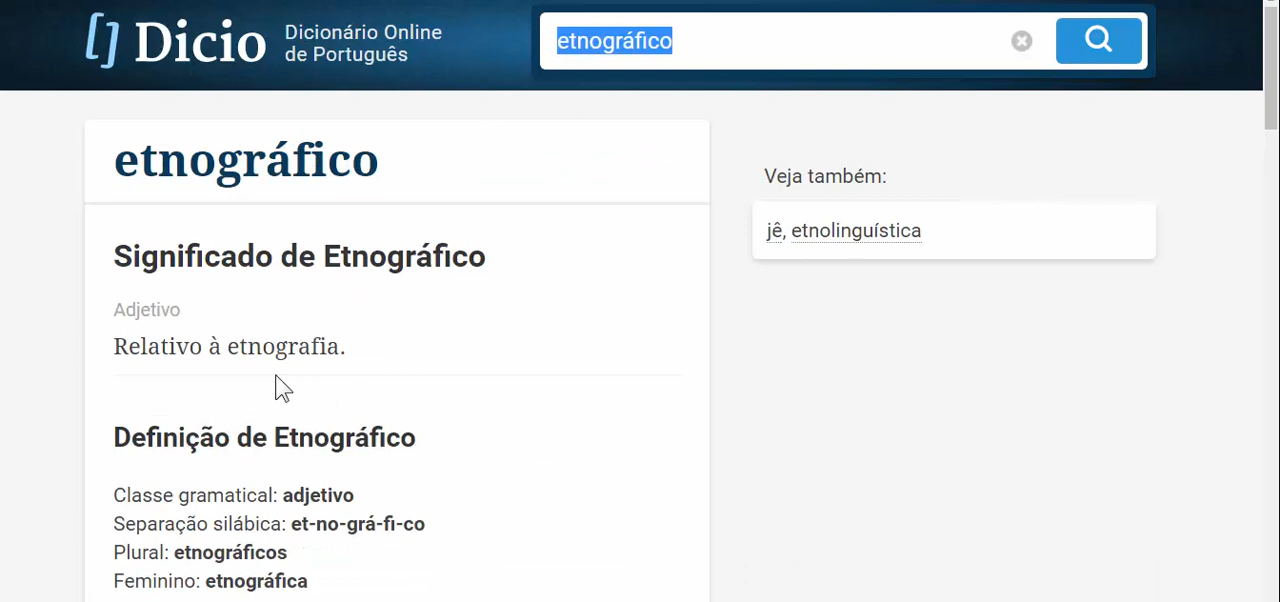 Dicio
Dicionário Online
de Português
etnográfico
etnográfico
Significado de Etnográfico
Adjetivo
Relativo à etnografia.
Definição de Etnográfico
Classe gramatical: adjetivo
Separação silábica: et-no-grá-fi-co
Plural: etnográficos
Feminino: etnográfica
Veja também:
jê, etnolinguística